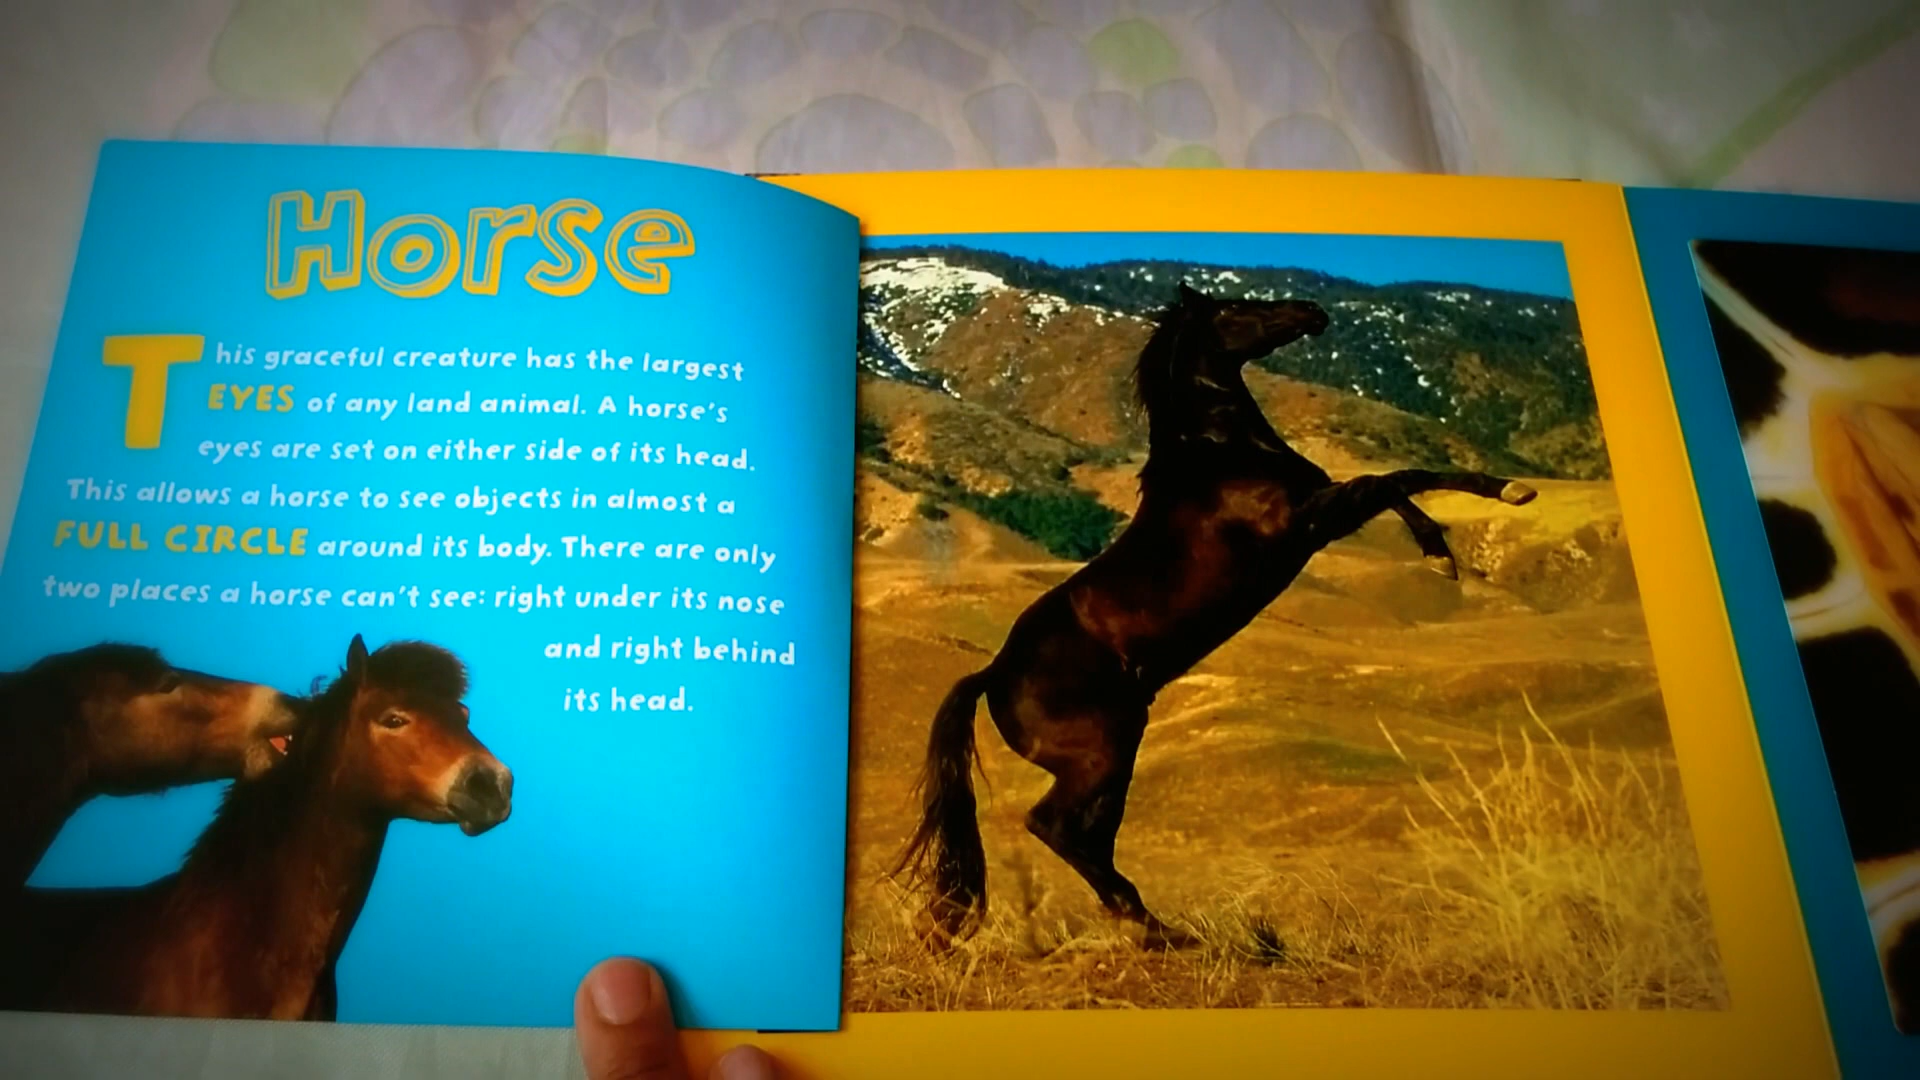 Horse
This graceful creature has the largest
EYES of any land animal. A horse's
eyes are set on either side of its head.
This allows a horse to see objects in almost a
FULL CIRCLE around its body. There are only
two places a horse can't see: right under its nose
and right behind
its head.